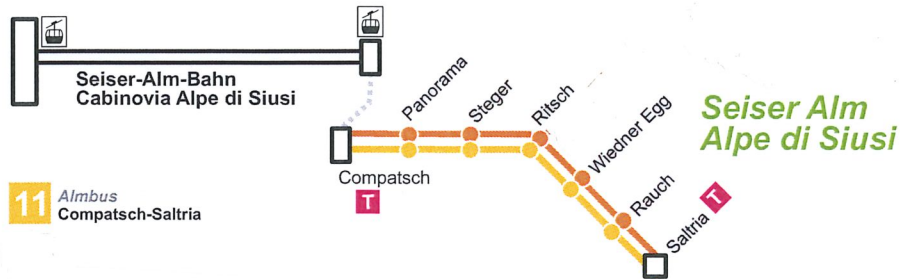 Seiser-Alm-Bahn
Cabinovia Alpe di Siusi
Panorama
Steger
Ritsch
Wiedner Egg
Rauch
Saltria
T
Compatsch
T
Seiser Alm
Alpe di Siusi
11
Almbus
Compatsch-Saltria